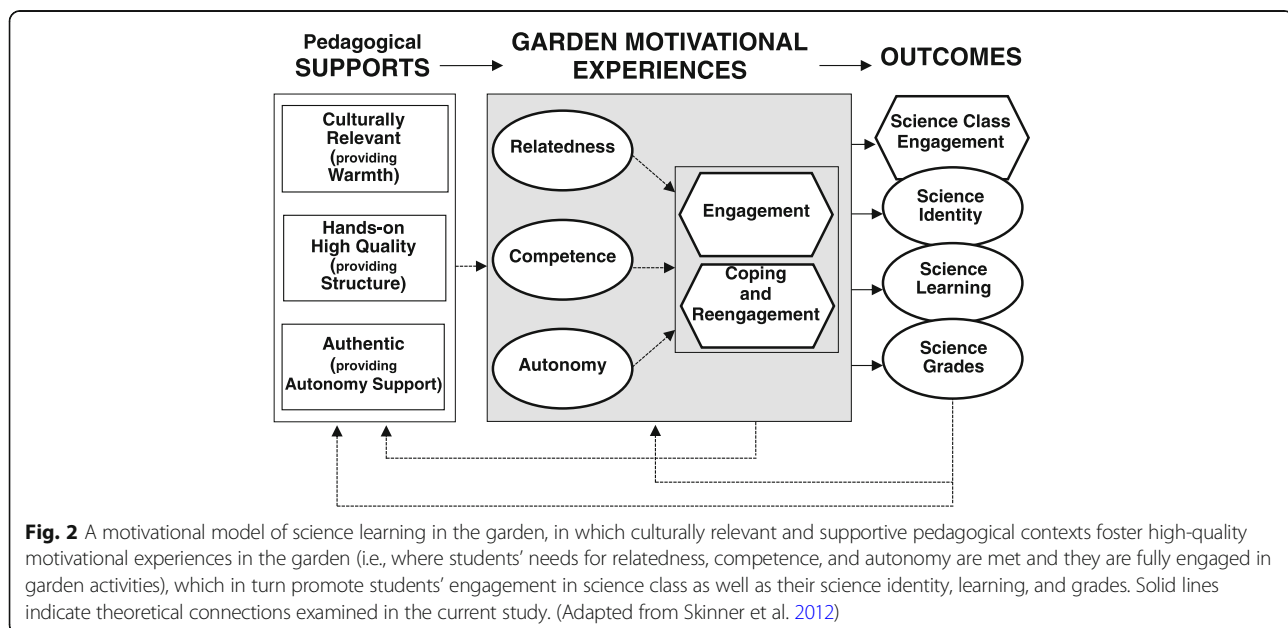 Pedagogical
SUPPORTS
GARDEN MOTIVATIONAL
EXPERIENCES
OUTCOMES
Culturally
Relevant
(providing
Warmth)
Hands-on
High Quality
(providing
Structure)
Authentic
(providing
Autonomy Support)
Relatedness
Competence
Autonomy
Engagement
Coping
and
Reengagement
Science Class
Engagement
Science
Identity
Science
Learning
Science
Grades
Fig. 2 A motivational model of science learning in the garden, in which culturally relevant and supportive pedagogical contexts foster high-quality
motivational experiences in the garden (i.e., where students’ needs for relatedness, competence, and autonomy are met and they are fully engaged in
garden activities), which in turn promote students’ engagement in science class as well as their science identity, learning, and grades. Solid lines
indicate theoretical connections examined in the current study. (Adapted from Skinner et al. 2012)